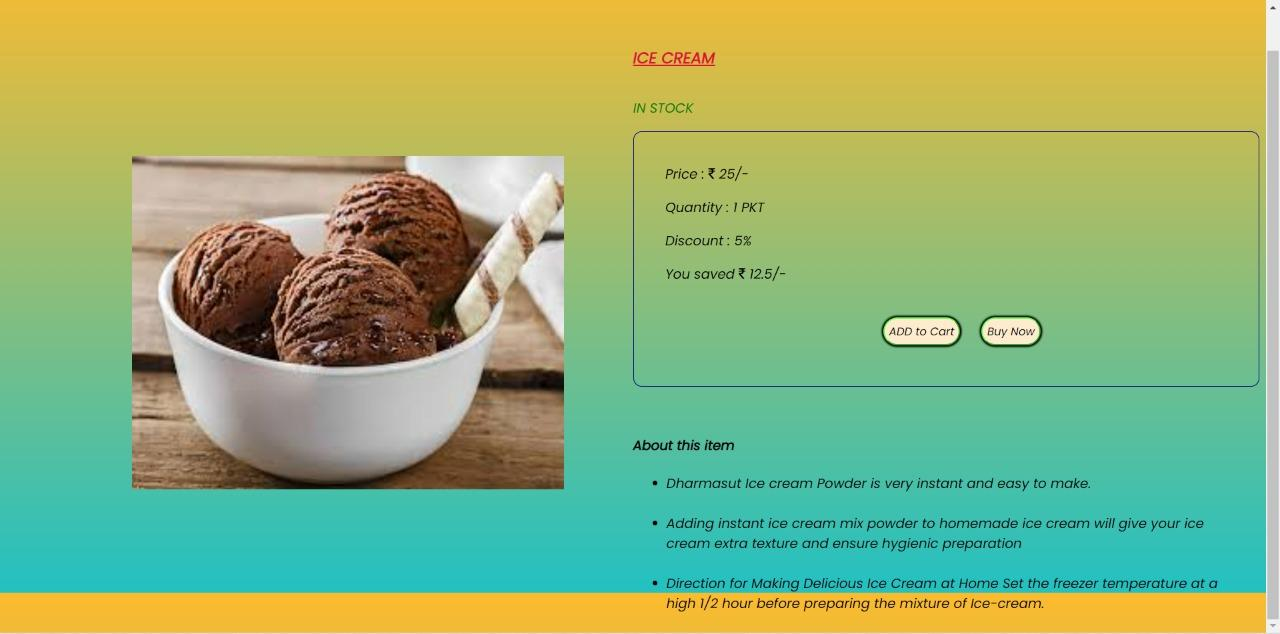 ICE CREAM
IN STOCK
Price : ₹ 25/-
Quantity : 1 PKT
Discount : 5%
You saved ₹ 12.5/-
ADD to Cart
Buy Now
About this item
• Dharmasut Ice cream Powder is very instant and easy to make.
• Adding instant ice cream mix powder to homemade ice cream will give your ice
cream extra texture and ensure hygienic preparation
• Direction for Making Delicious Ice Cream at Home Set the freezer temperature at a
high 1/2 hour before preparing the mixture of Ice-cream.